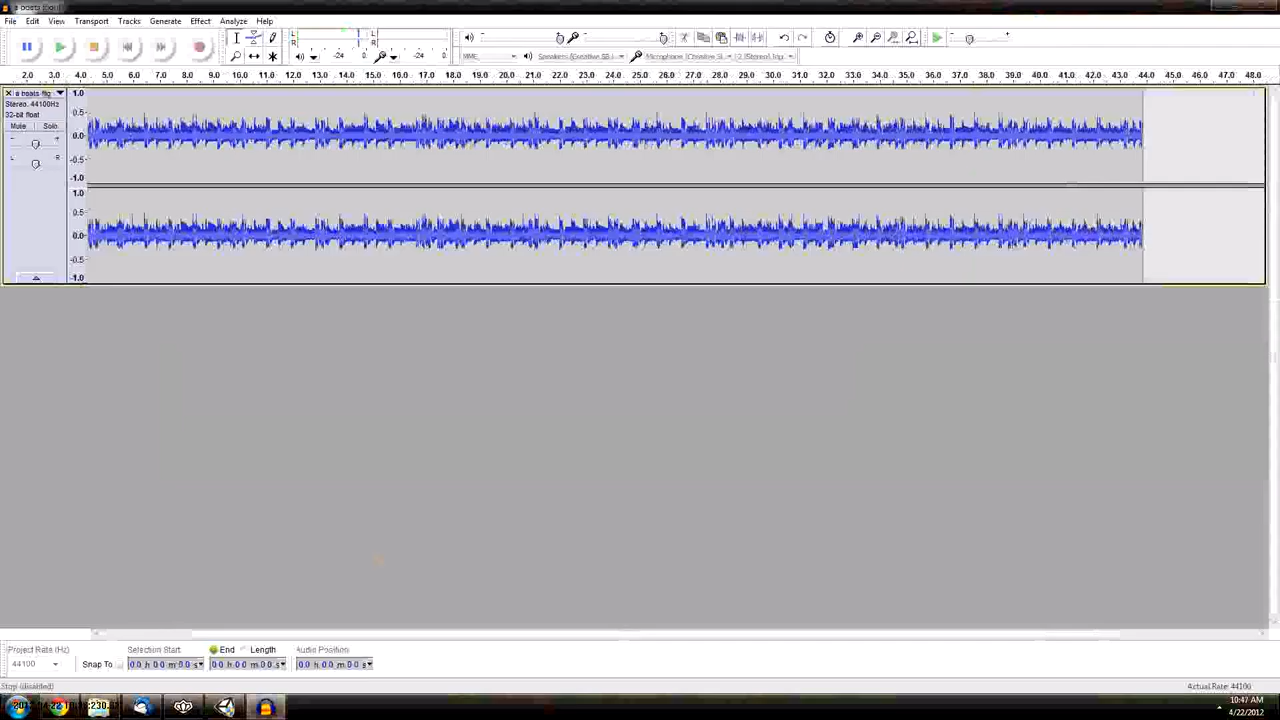 File Edit View Transport Tracks Generate Effect Analyze Help
L R -24 0 L R -24 0
MME Speakers (Creative SB Microphone (Creative S 2 (Stereo) Inp
2.0 3.0 4.0 5.0 6.0 7.0 8.0 9.0 10.0 11.0 12.0 13.0 14.0 15.0 16.0 17.0 18.0 19.0 20.0 21.0 22.0 23.0 24.0 25.0 26.0 27.0 28.0 29.0 30.0 31.0 32.0 33.0 34.0 35.0 36.0 37.0 38.0 39.0 40.0 41.0 42.0 43.0 44.0 45.0 46.0 47.0 48.0
a beats fig 1.0
Stereo, 44100Hz
32-bit float 0.5
Mute Solo
0.0
L R -0.5
-1.0
1.0
0.5
0.0
-0.5
-1.0
Project Rate (Hz) Selection Start End Length Audio Position
44100 Snap To 00 h 00 m 00 s 00 h 00 m 00 s 00 h 00 m 00 s
Stop (disabled) Actual Rate: 44100
10:47 AM
4/22/2012